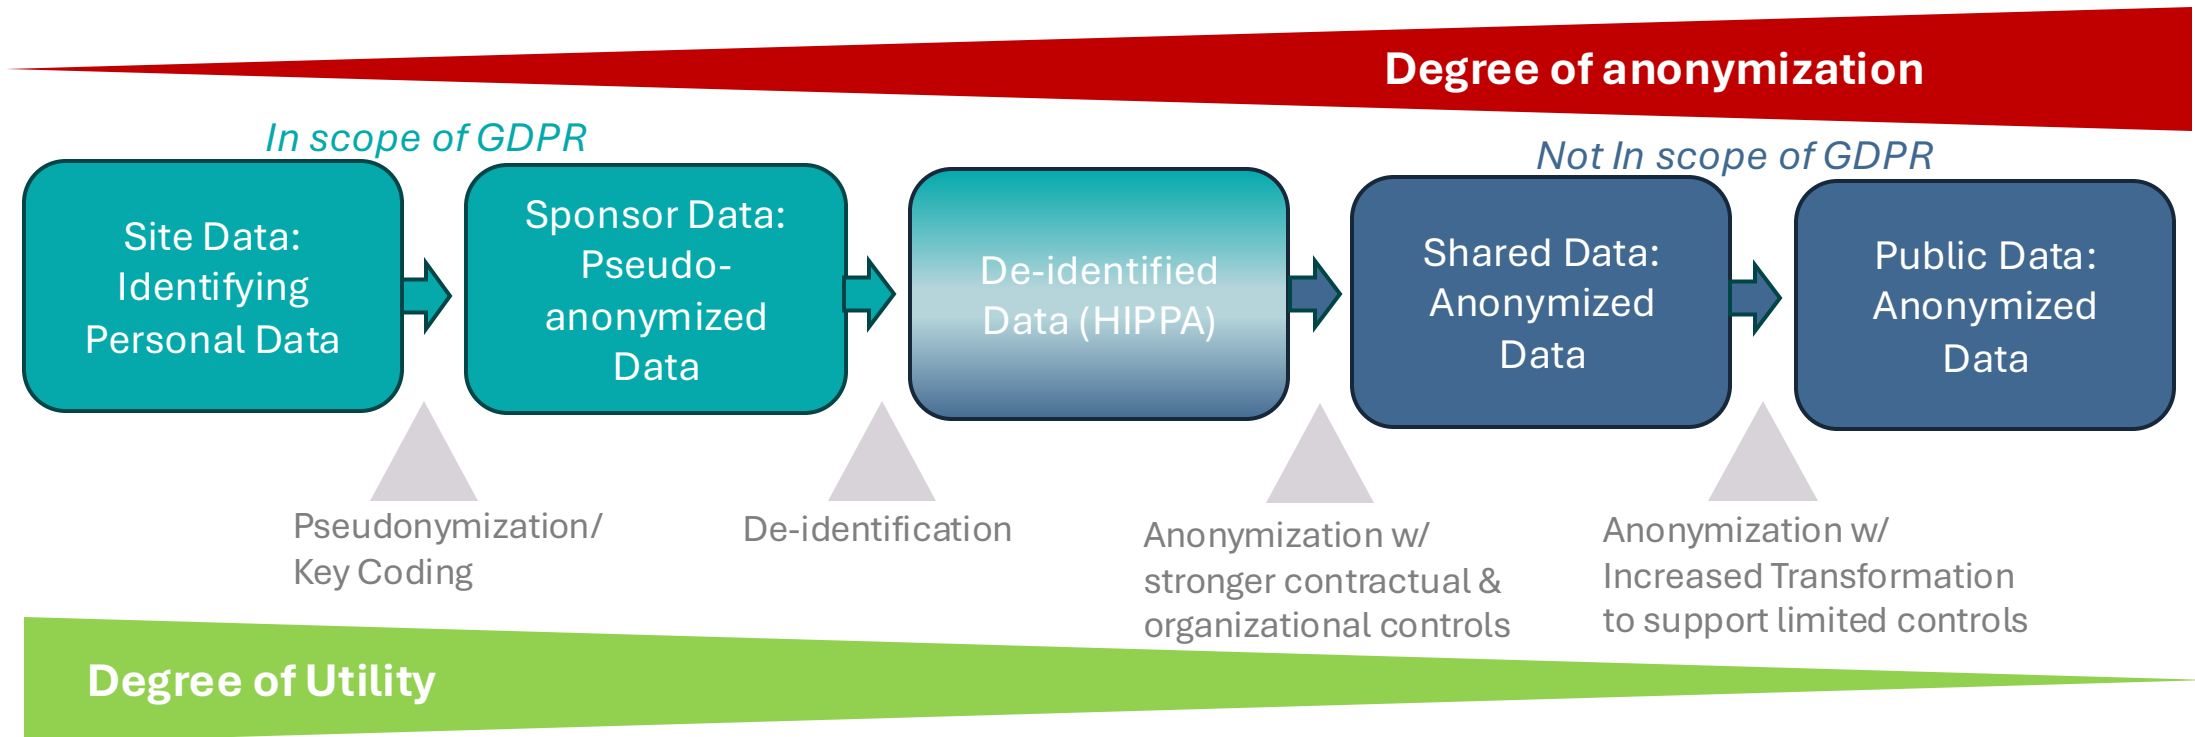 Degree of anonymization
In scope of GDPR
Not In scope of GDPR
Site Data:
Identifying
Personal Data
Sponsor Data:
Pseudo-
anonymized
Data
De-identified
Data (HIPPA)
Shared Data:
Anonymized
Data
Public Data:
Anonymized
Data
Pseudonymization/
Key Coding
De-identification
Anonymization w/
stronger contractual &
organizational controls
Anonymization w/
Increased Transformation
to support limited controls
Degree of Utility